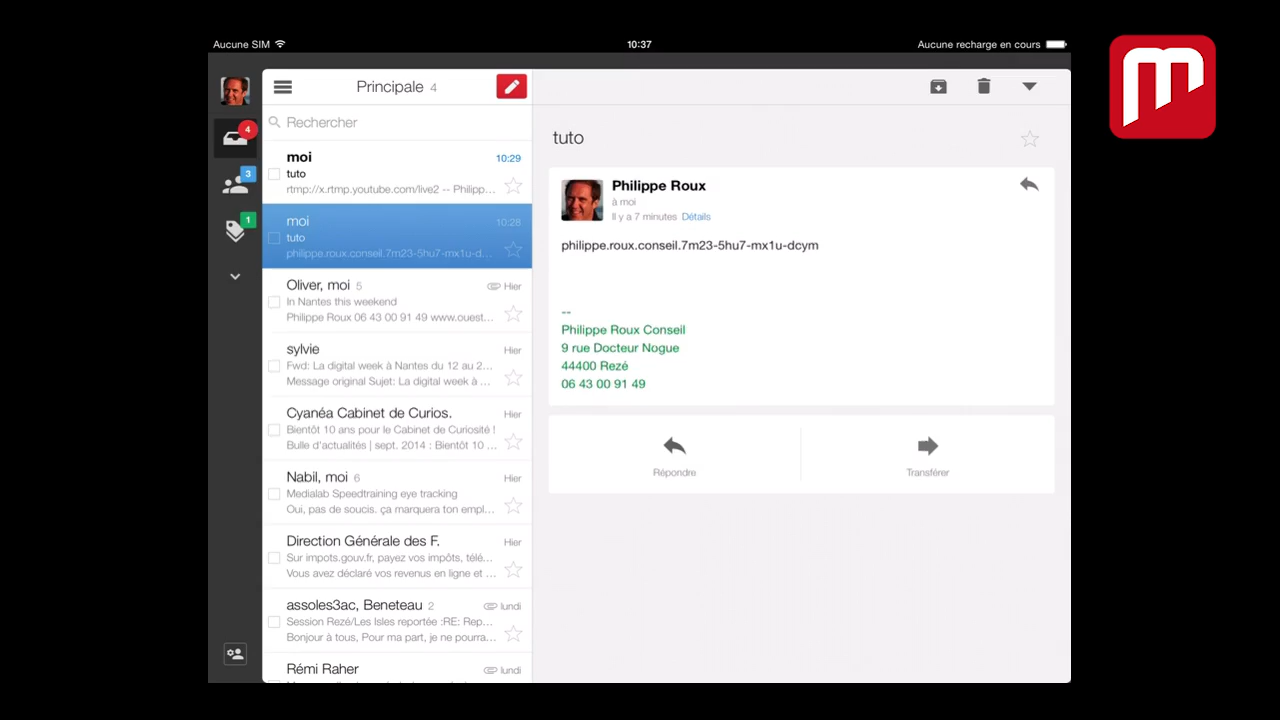 Aucune SIM
10:37
Aucune recharge en cours
4
3
1
Principale 4
Rechercher
moi 10:29
tuto
rtmp://x.rtmp.youtube.com/live2 -- Philipp...
moi 10:28
tuto
philippe.roux.conseil.7m23-5hu7-mx1u-d...
Oliver, moi 5 Hier
In Nantes this weekend
Philippe Roux 06 43 00 91 49 www.ouest...
sylvie Hier
Fwd: La digital week à Nantes du 12 au 2...
Message original Sujet: La digital week à ...
Cyanéa Cabinet de Curios. Hier
Bientôt 10 ans pour le Cabinet de Curiosité !
Bulle d'actualités | sept. 2014 : Bientôt 10 ...
Nabil, moi 6 Hier
Medialab Speedtraining eye tracking
Oui, pas de soucis. ça marquera ton empl...
Direction Générale des F. Hier
Sur impots.gouv.fr, payez vos impôts, télé...
Vous avez déclaré vos revenus en ligne et ...
assoles3ac, Beneteau 2 lundi
Session Rezé/Les Isles reportée :RE: Rep...
Bonjour à tous, Pour ma part, je ne pourra...
Rémi Raher lundi
tuto
Philippe Roux
à moi
Il y a 7 minutes Détails
philippe.roux.conseil.7m23-5hu7-mx1u-dcym
--
Philippe Roux Conseil
9 rue Docteur Nogue
44400 Rezé
06 43 00 91 49
Répondre
Transférer
m